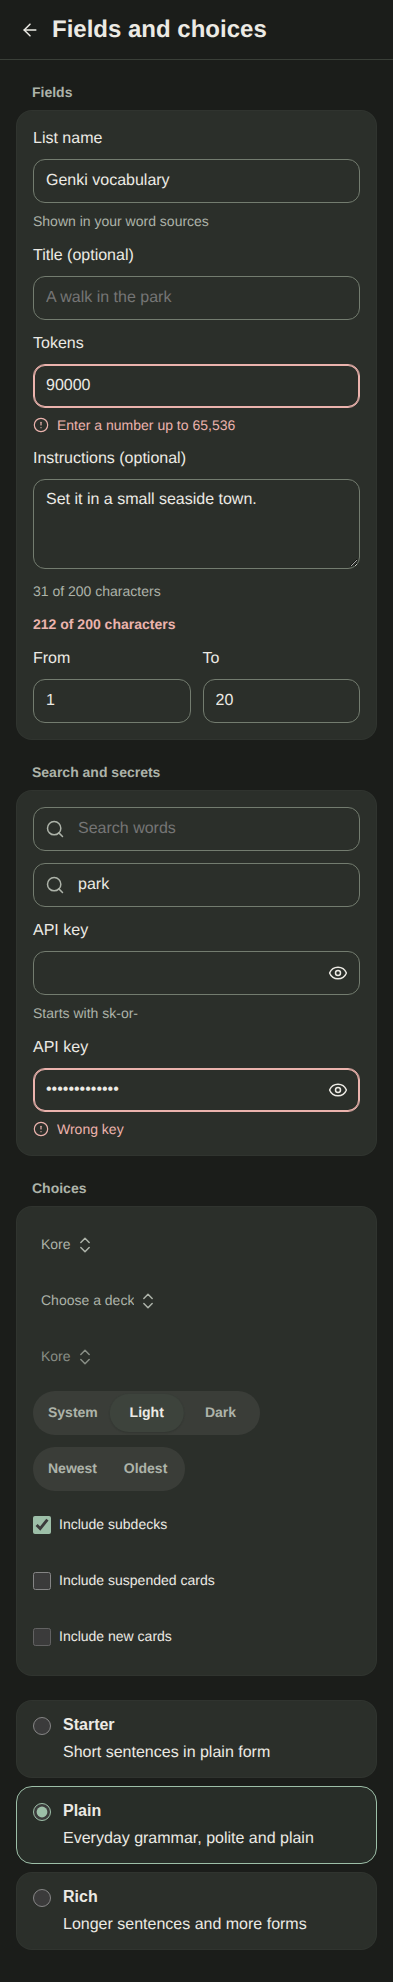 Fields and choices
Fields
List name
Genki vocabulary
Shown in your word sources
Title (optional)
A walk in the park
Tokens
90000
Enter a number up to 65,536
Instructions (optional)
Set it in a small seaside town.
31 of 200 characters
212 of 200 characters
From To
1 20
Search and secrets
Search words
park
API key
Starts with sk-or-
API key
•••••••••••••
Wrong key
Choices
Kore
Choose a deck
Kore
System Light Dark
Newest Oldest
Include subdecks
Include suspended cards
Include new cards
Starter
Short sentences in plain form
Plain
Everyday grammar, polite and plain
Rich
Longer sentences and more forms